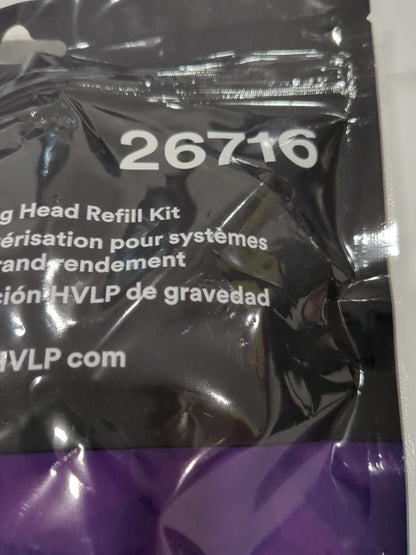 26716
g Head Refill Kit
érisation pour systèmes
rand rendement
ción HVLP de gravedad
HVLP com